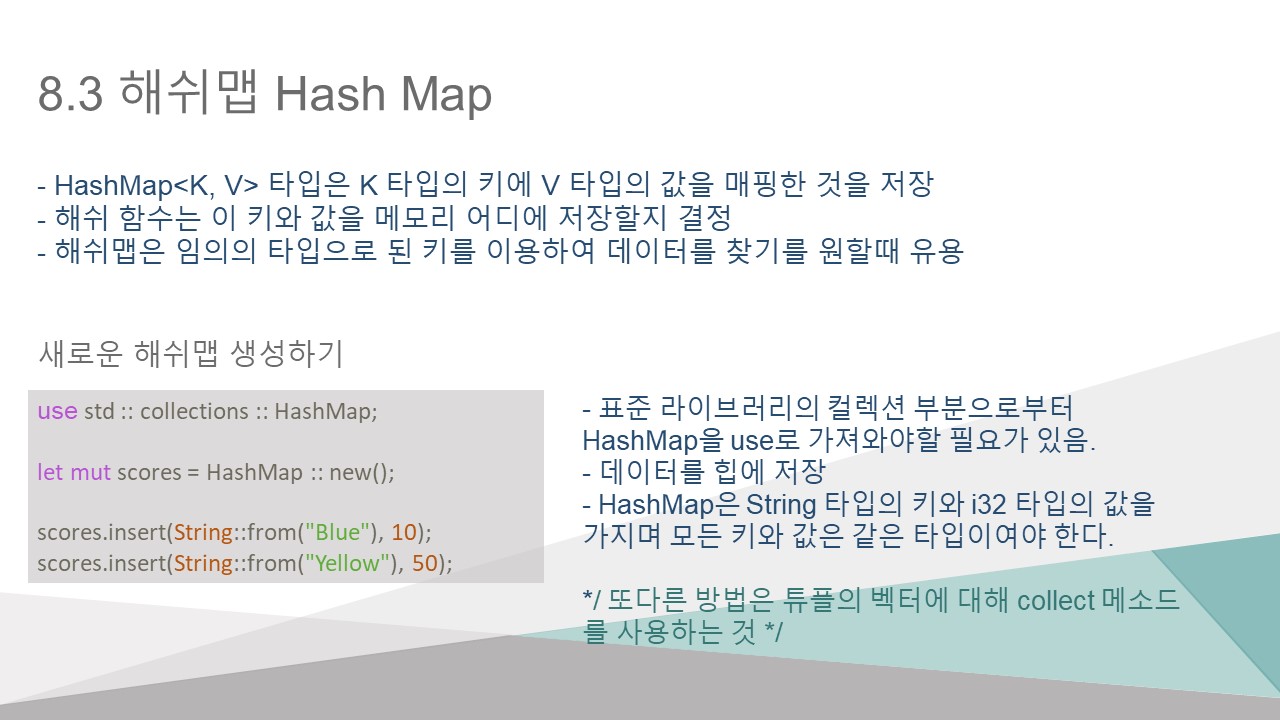 8.3 해쉬맵 Hash Map
- HashMap<K, V> 타입은 K 타입의 키에 V 타입의 값을 매핑한 것을 저장
- 해쉬 함수는 이 키와 값을 메모리 어디에 저장할지 결정
- 해쉬맵은 임의의 타입으로 된 키를 이용하여 데이터를 찾기를 원할때 유용
새로운 해쉬맵 생성하기
use std :: collections :: HashMap;
let mut scores = HashMap :: new();
scores.insert(String::from("Blue"), 10);
scores.insert(String::from("Yellow"), 50);
- 표준 라이브러리의 컬렉션 부분으로부터
HashMap을 use로 가져와야할 필요가 있음.
- 데이터를 힙에 저장
- HashMap은 String 타입의 키와 i32 타입의 값을
가지며 모든 키와 값은 같은 타입이여야 한다.
*/ 또다른 방법은 튜플의 벡터에 대해 collect 메소드
를 사용하는 것 */